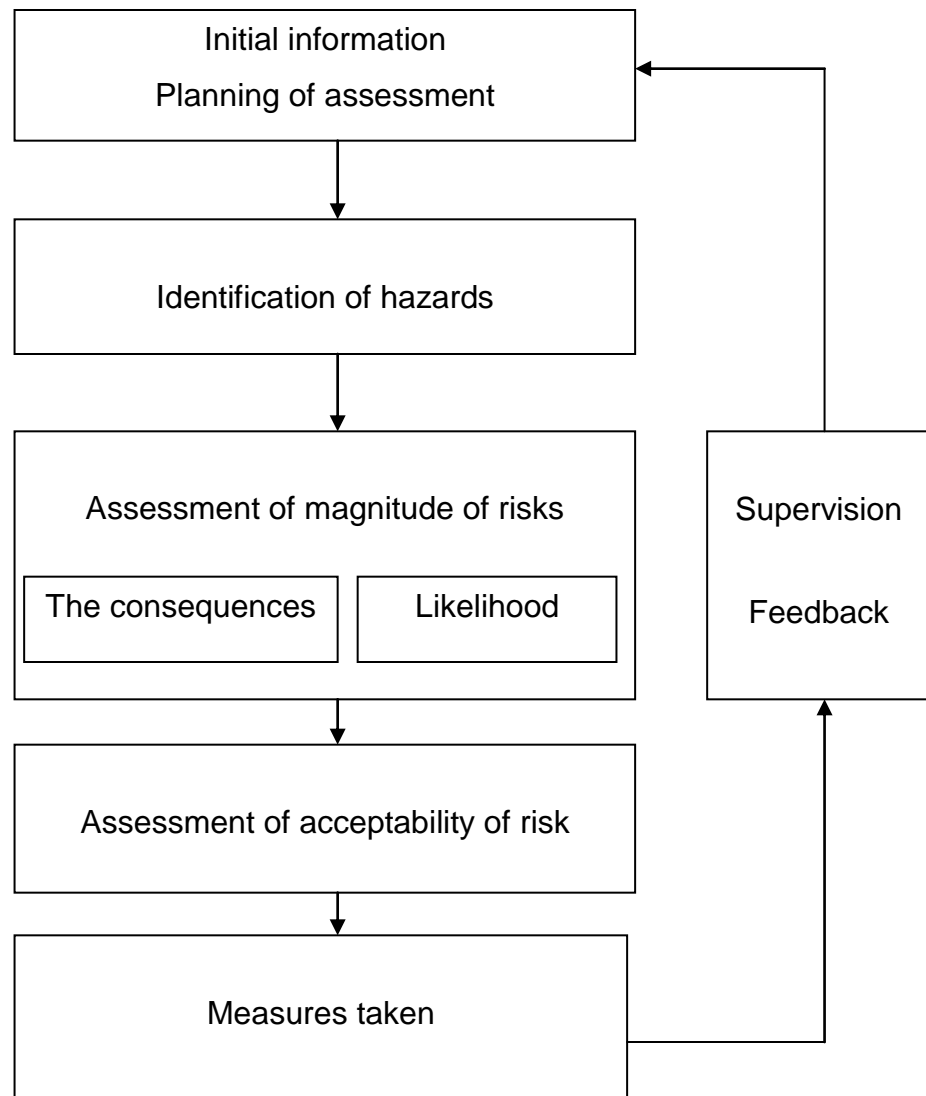 Initial information
Planning of assessment
Identification of hazards
Assessment of magnitude of risks
The consequences
Likelihood
Assessment of acceptability of risk
Measures taken
Supervision
Feedback